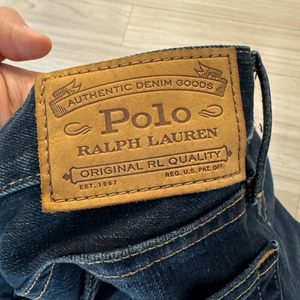 AUTHENTIC DENIM GOODS
Polo
RALPH LAUREN
ORIGINAL RL QUALITY
EST. 1967
REG. U.S. PAT. OFF.